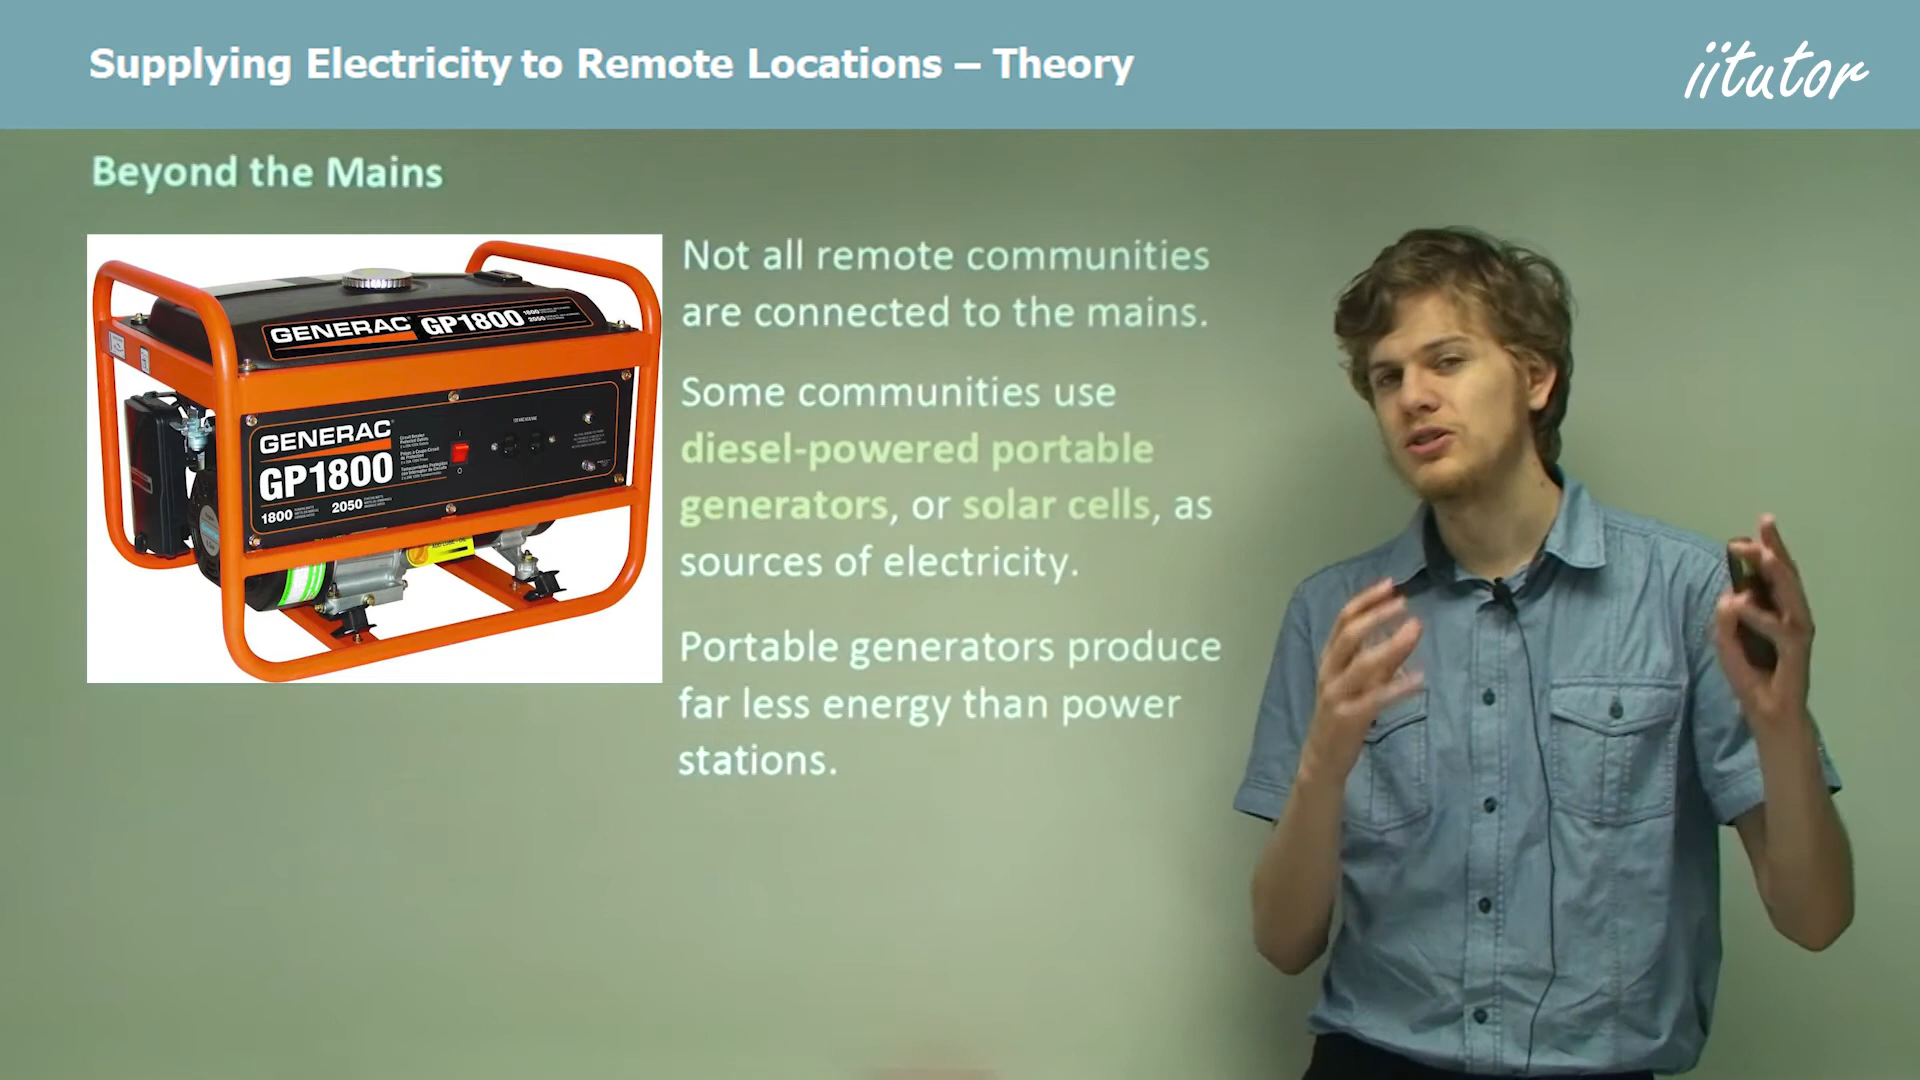 Supplying Electricity to Remote Locations – Theory
iitutor
Beyond the Mains
GENERAC GP1800
GENERAC
GP1800
1800
2050
Not all remote communities
are connected to the mains.
Some communities use
diesel-powered portable
generators, or solar cells, as
sources of electricity.
Portable generators produce
far less energy than power
stations.